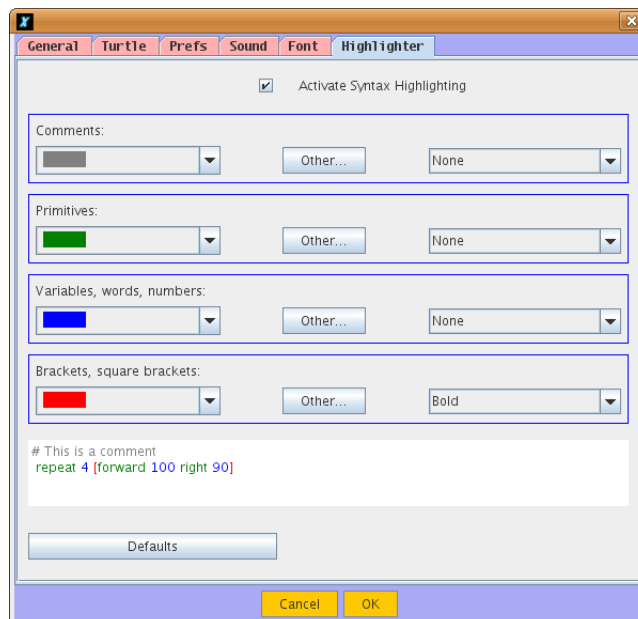 General Turtle Prefs Sound Font Highlighter
Activate Syntax Highlighting
Comments:
Other... None
Primitives:
Other... None
Variables, words, numbers:
Other... None
Brackets, square brackets:
Other... Bold
# This is a comment
repeat 4 [forward 100 right 90]
Defaults
Cancel OK